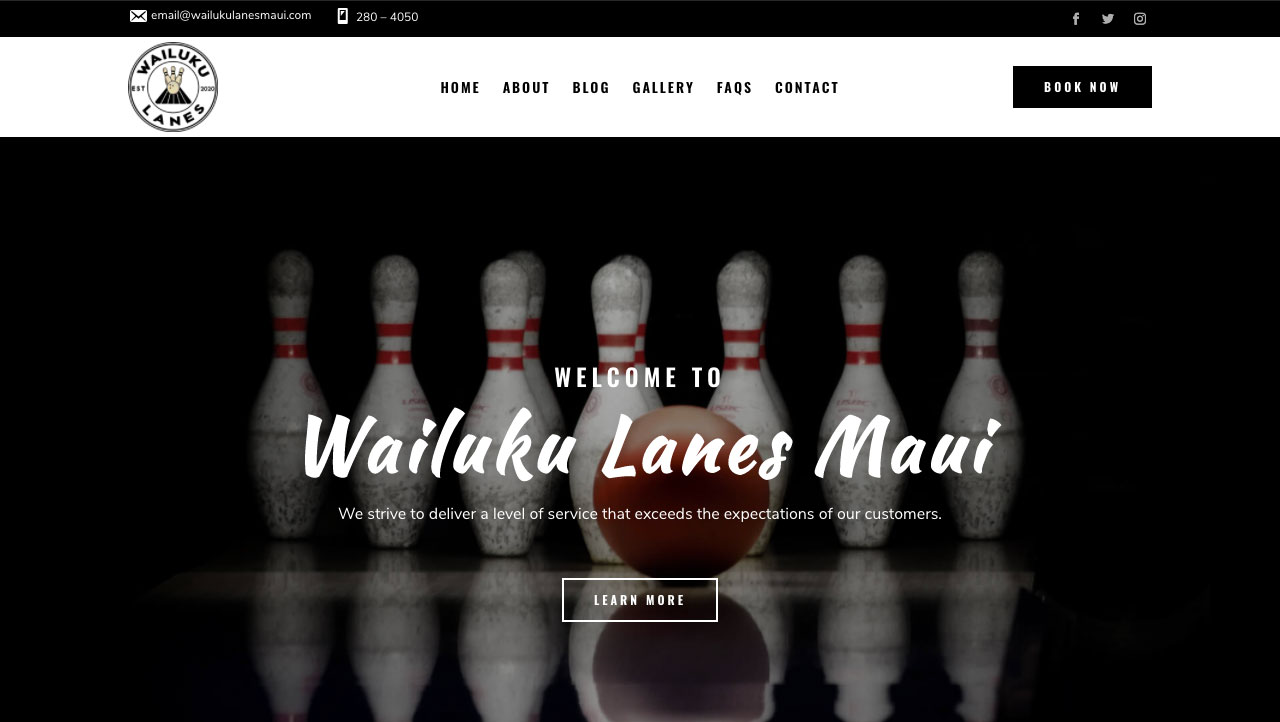 email@wailukulanesmaui.com
280 – 4050
WAILUKU
EST 2020
LANES
HOME ABOUT BLOG GALLERY FAQS CONTACT
BOOK NOW
WELCOME TO
Wailuku Lanes Maui
We strive to deliver a level of service that exceeds the expectations of our customers.
LEARN MORE